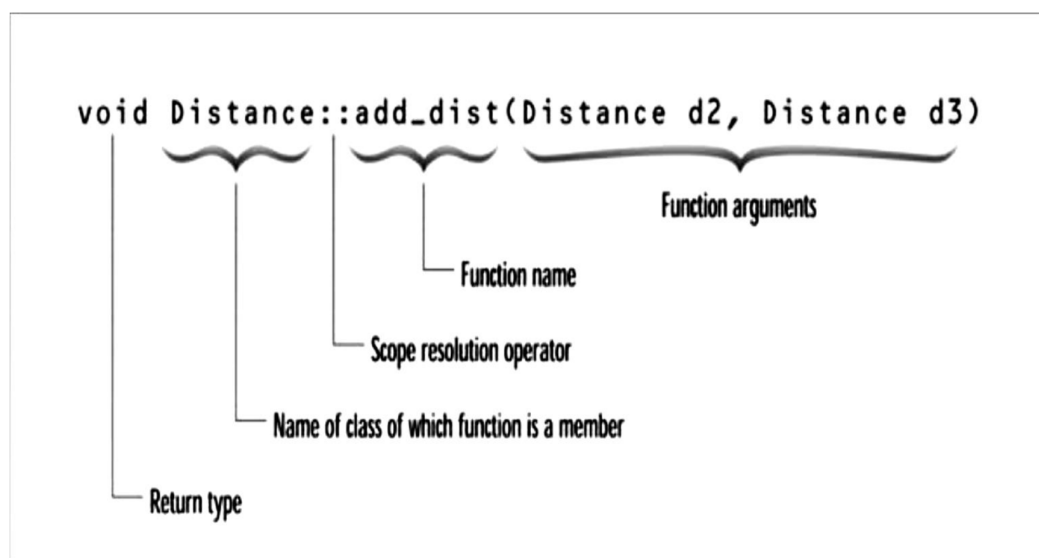 void Distance::add_dist(Distance d2, Distance d3)
Function arguments
Function name
Scope resolution operator
Name of class of which function is a member
Return type